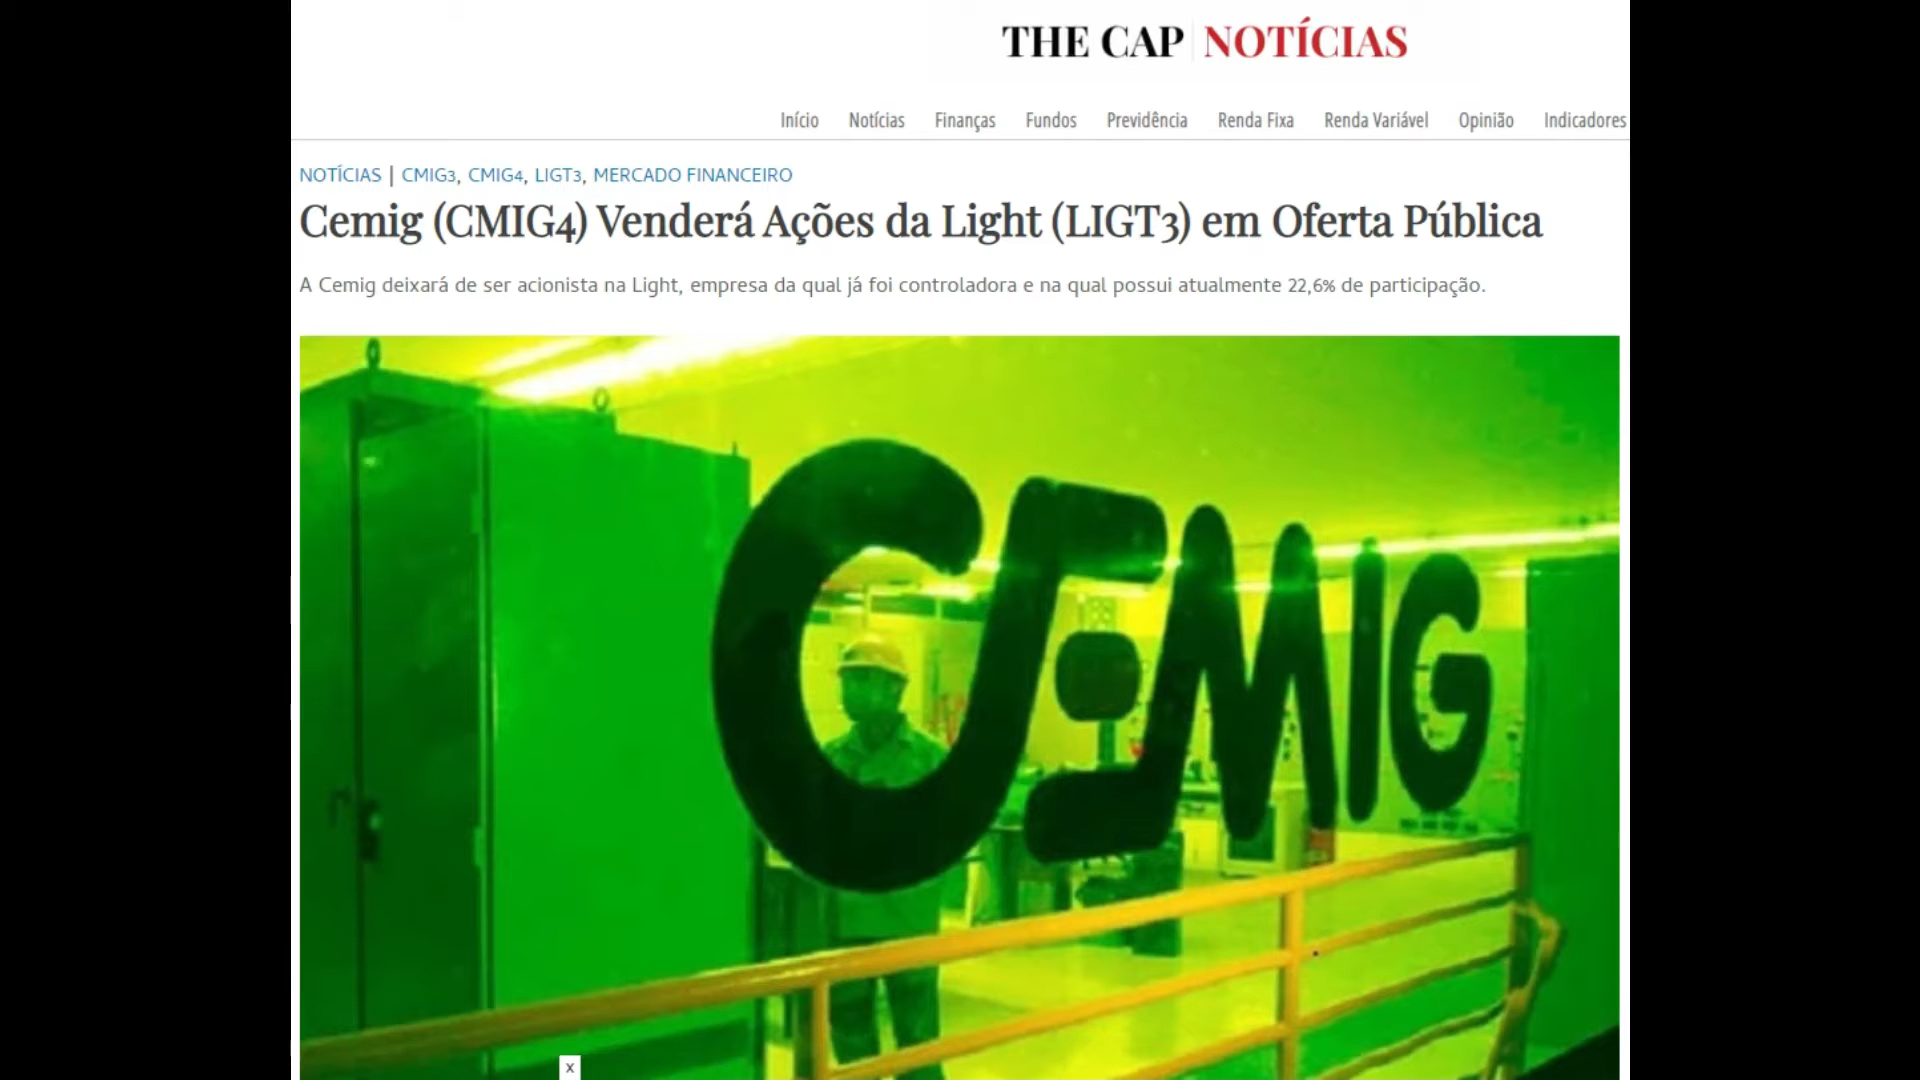 THE CAP NOTÍCIAS
Início Notícias Finanças Fundos Previdência Renda Fixa Renda Variável Opinião Indicadores
NOTÍCIAS | CMIG3, CMIG4, LIGT3, MERCADO FINANCEIRO
Cemig (CMIG4) Venderá Ações da Light (LIGT3) em Oferta Pública
A Cemig deixará de ser acionista na Light, empresa da qual já foi controladora e na qual possui atualmente 22,6% de participação.
CEMIG
x